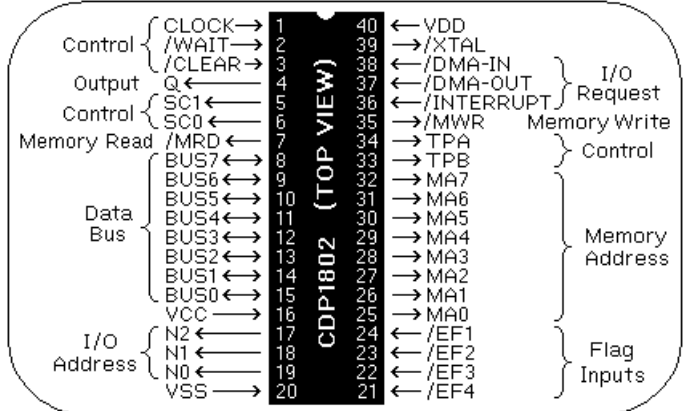 CLOCK→ 1 40 ←VDD
Control /WAIT→ 2 39 →/XTAL
/CLEAR→ 3 38 ←/DMA-IN
Output Q← 4 37 ←/DMA-OUT I/O Request
SC1← 5 36 ←/INTERRUPT
Control SC0← 6 35 →/MWR Memory Write
Memory Read /MRD← 7 34 →TPA
BUS7↔ 8 33 →TPB Control
BUS6↔ 9 32 →MA7
BUS5↔ 10 31 →MA6
Data Bus BUS4↔ 11 30 →MA5
BUS3↔ 12 29 →MA4 Memory Address
BUS2↔ 13 28 →MA3
BUS1↔ 14 27 →MA2
BUS0↔ 15 26 →MA1
VCC→ 16 25 →MA0
I/O Address N2← 17 24 ←/EF1
N1← 18 23 ←/EF2 Flag Inputs
N0← 19 22 ←/EF3
VSS→ 20 21 ←/EF4
CDP1802 (TOP VIEW)